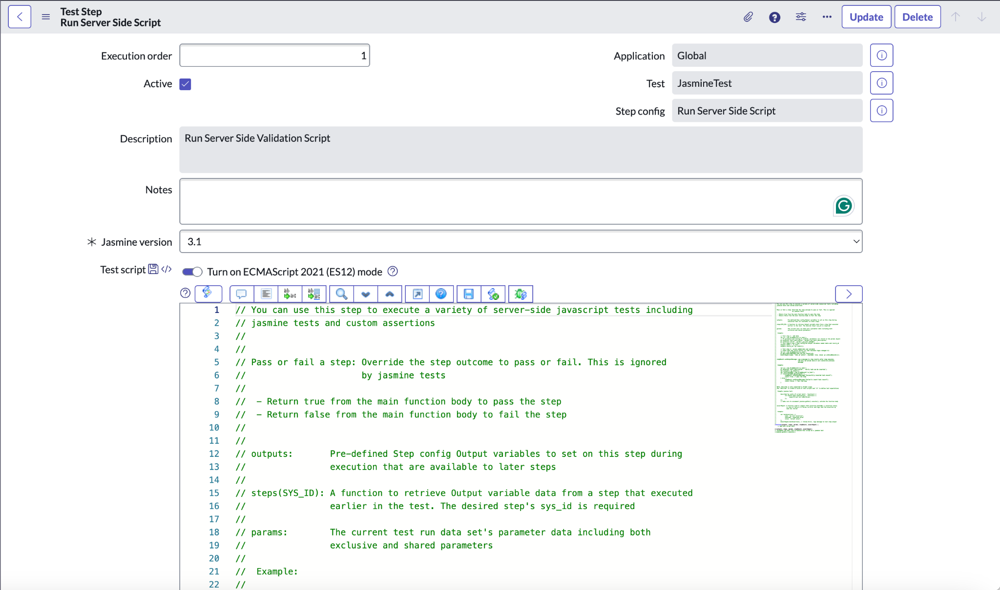 Test Step
Run Server Side Script
Update
Delete
Execution order
1
Application
Global
Active
Test
JasmineTest
Step config
Run Server Side Script
Description
Run Server Side Validation Script
Notes
Jasmine version
3.1
Test script
Turn on ECMAScript 2021 (ES12) mode
1 // You can use this step to execute a variety of server-side javascript tests including
2 // jasmine tests and custom assertions
3 //
4 //
5 // Pass or fail a step: Override the step outcome to pass or fail. This is ignored
6 // by jasmine tests
7 //
8 // - Return true from the main function body to pass the step
9 // - Return false from the main function body to fail the step
10 //
11 //
12 // outputs: Pre-defined Step config Output variables to set on this step during
13 // execution that are available to later steps
14 //
15 // steps(SYS_ID): A function to retrieve Output variable data from a step that executed
16 // earlier in the test. The desired step's sys_id is required
17 //
18 // params: The current test run data set's parameter data including both
19 // exclusive and shared parameters
20 //
21 // Example:
22 //